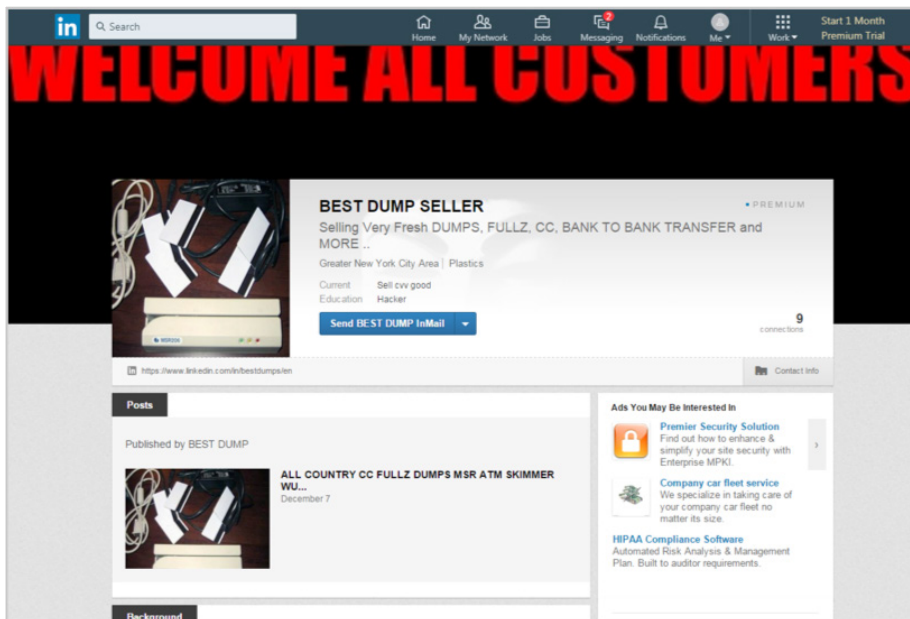 in
Search
Home
My Network
Jobs
2
Messaging
Notifications
Me
Work
Start 1 Month
Premium Trial
WELCOME ALL CUSTOMERS
BEST DUMP SELLER
PREMIUM
Selling Very Fresh DUMPS, FULLZ, CC, BANK TO BANK TRANSFER and
MORE ..
Greater New York City Area | Plastics
Current Sell cvv good
Education Hacker
Send BEST DUMP InMail
9
connections
MSR206
in https://www.linkedin.com/in/bestdumps/en
Contact Info
Posts
Published by BEST DUMP
ALL COUNTRY CC FULLZ DUMPS MSR ATM SKIMMER
WU...
December 7
Background
Ads You May Be Interested In
Premier Security Solution
Find out how to enhance &
simplify your site security with
Enterprise MPKI.
Company car fleet service
We specialize in taking care of
your company car fleet no
matter its size.
HIPAA Compliance Software
Automated Risk Analysis & Management
Plan. Built to auditor requirements.